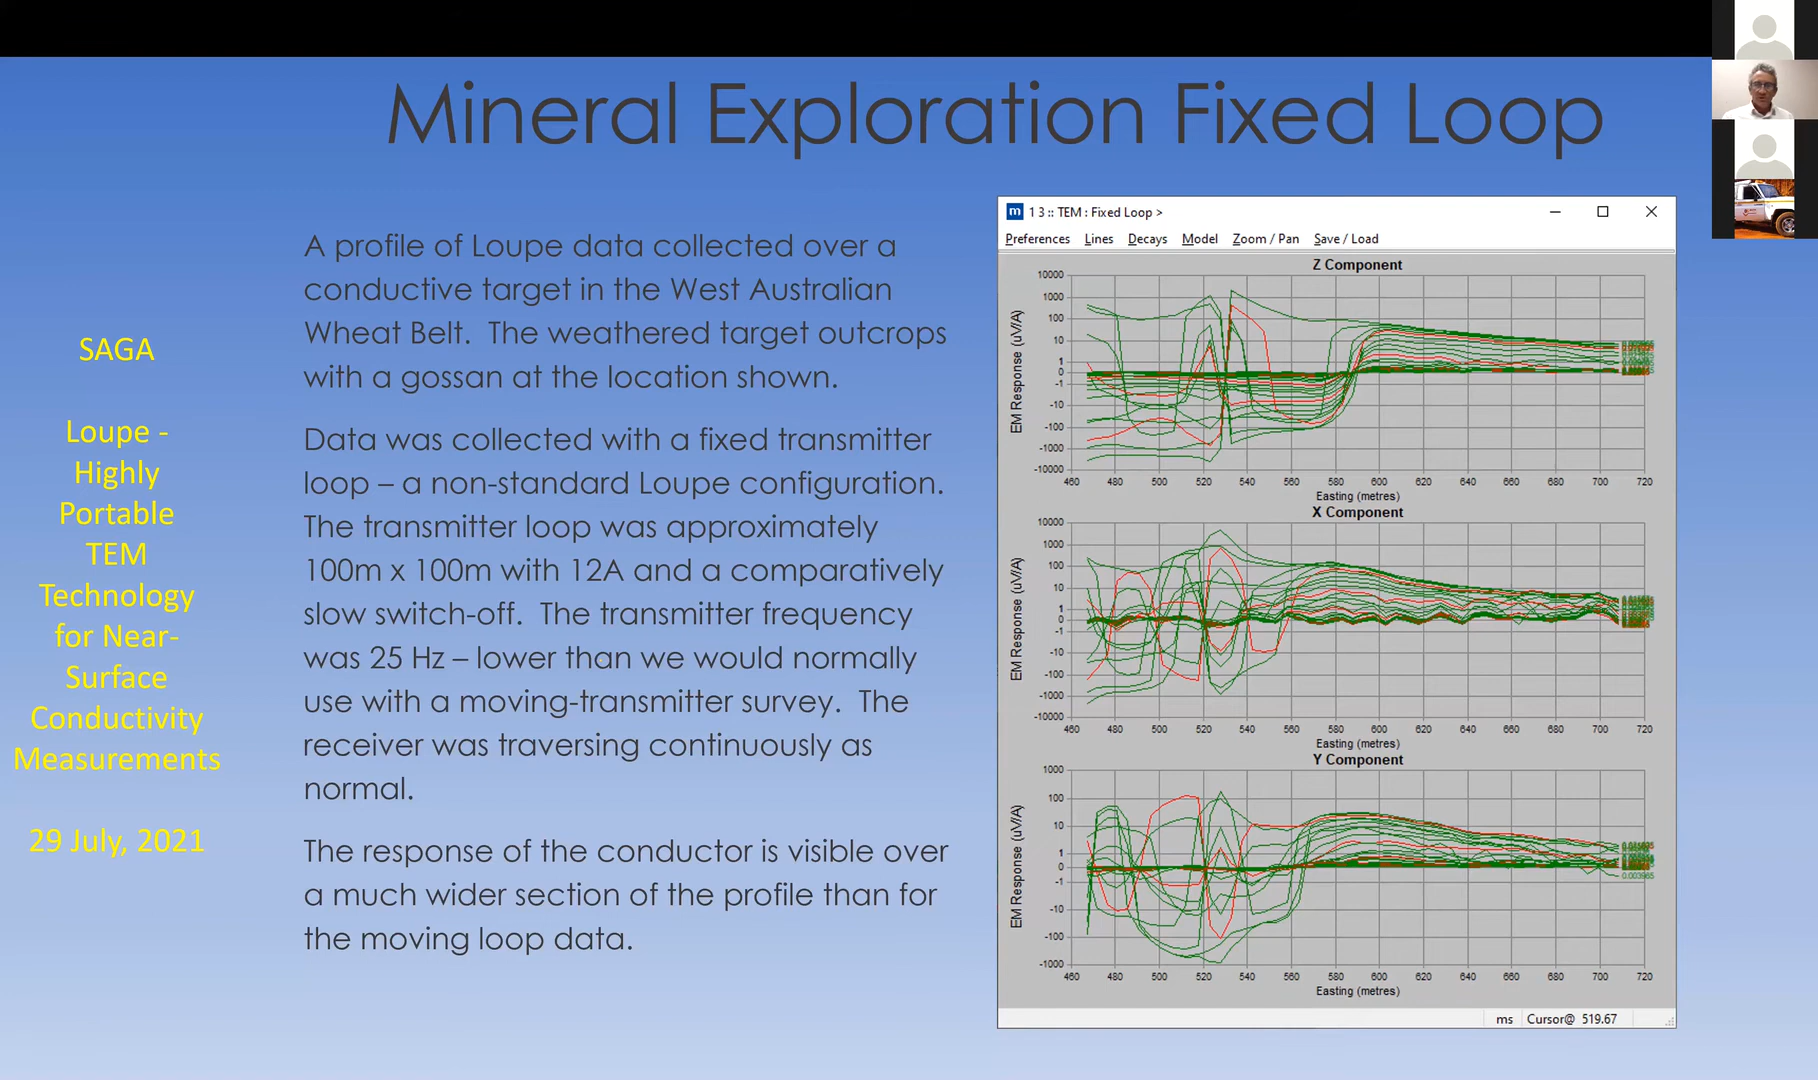 Mineral Exploration Fixed Loop
SAGA
Loupe -
Highly
Portable
TEM
Technology
for Near-
Surface
Conductivity
Measurements
29 July, 2021
A profile of Loupe data collected over a
conductive target in the West Australian
Wheat Belt.  The weathered target outcrops
with a gossan at the location shown.
Data was collected with a fixed transmitter
loop – a non-standard Loupe configuration.
The transmitter loop was approximately
100m x 100m with 12A and a comparatively
slow switch-off.  The transmitter frequency
was 25 Hz – lower than we would normally
use with a moving-transmitter survey.  The
receiver was traversing continuously as
normal.
The response of the conductor is visible over
a much wider section of the profile than for
the moving loop data.
m 1 3 :: TEM : Fixed Loop >
Preferences Lines Decays Model Zoom / Pan Save / Load
Z Component
EM Response (uV/A)
10000
1000
100
10
1
0
-1
-10
-100
-1000
-10000
460 480 500 520 540 560 580 600 620 640 660 680 700 720
Easting (metres)
X Component
EM Response (uV/A)
10000
1000
100
10
1
0
-1
-10
-100
-1000
-10000
460 480 500 520 540 560 580 600 620 640 660 680 700 720
Easting (metres)
Y Component
EM Response (uV/A)
1000
100
10
1
0
-1
-10
-100
-1000
0.003965
460 480 500 520 540 560 580 600 620 640 660 680 700 720
Easting (metres)
ms Cursor@ 519.67